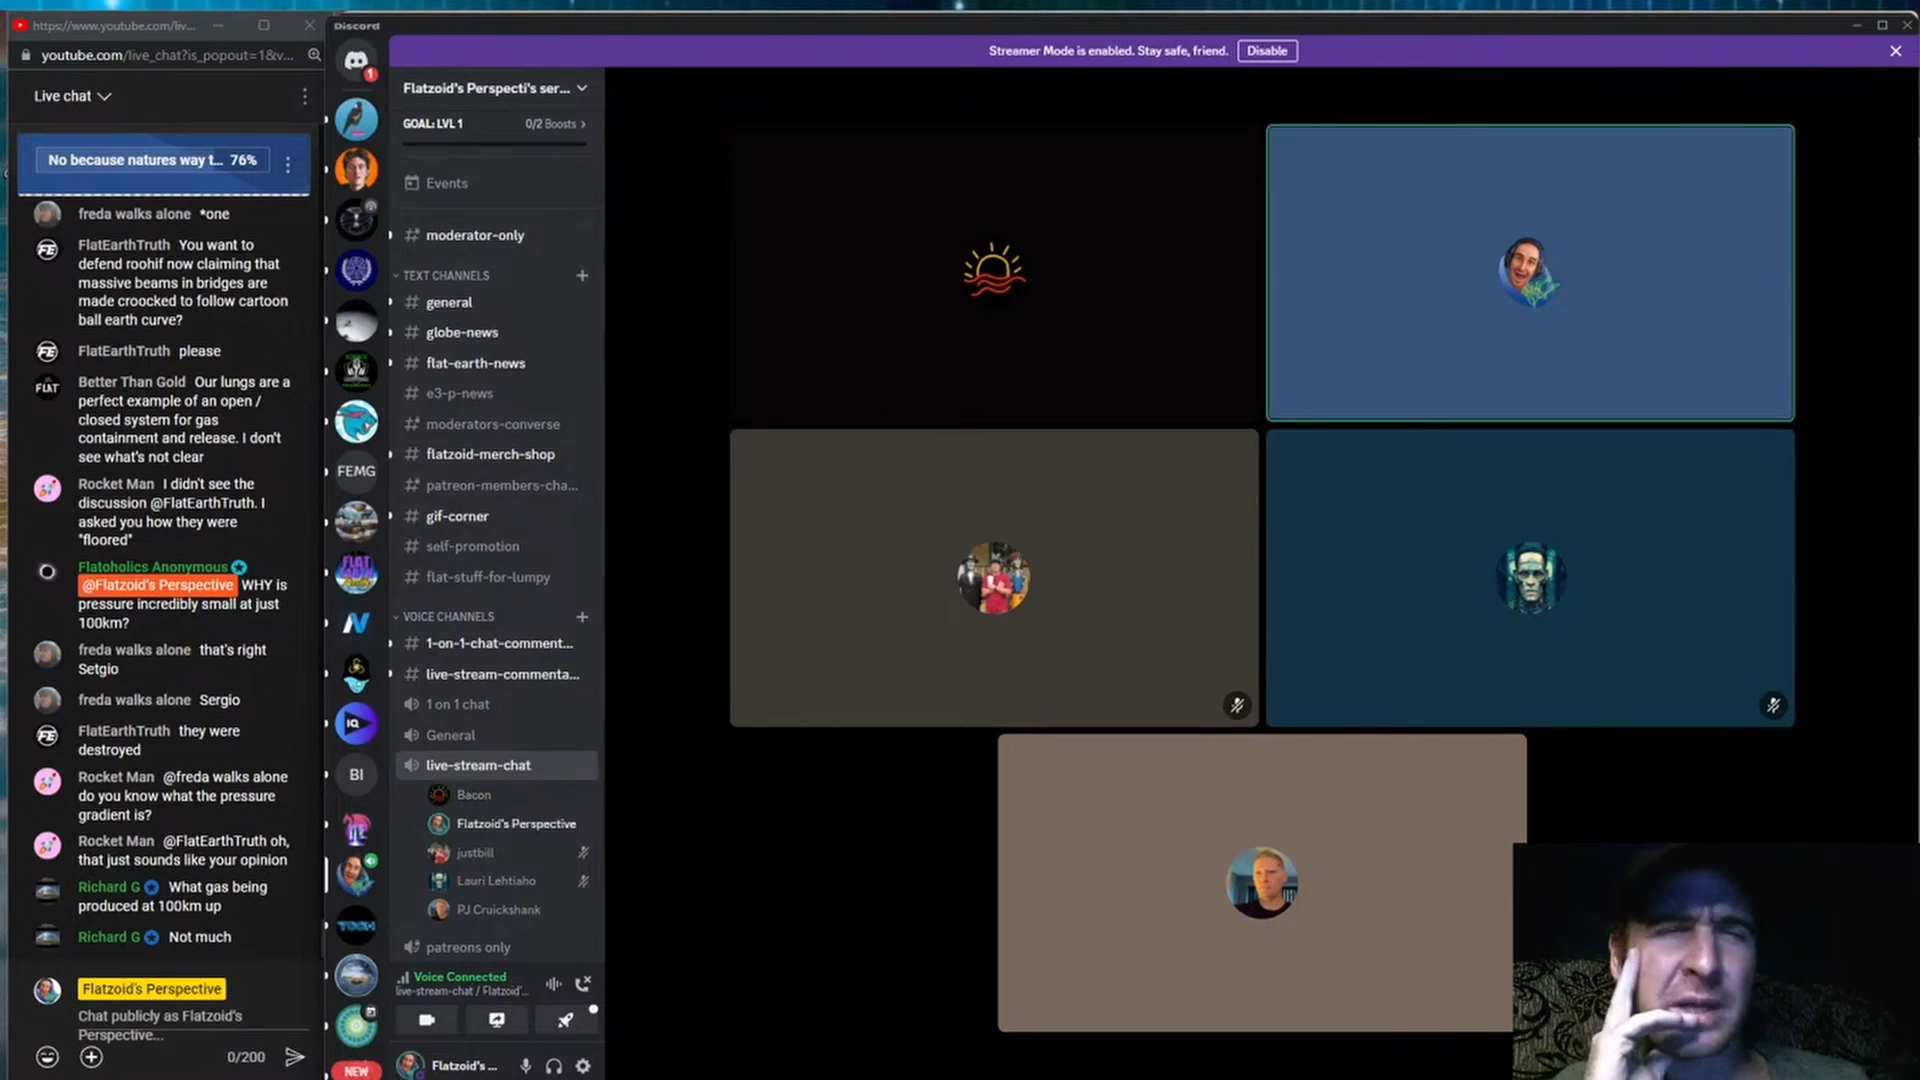 https://www.youtube.com/liv...
youtube.com/live_chat?is_popout=1&v...
Live chat
No because natures way t... 76%
freda walks alone *one
FlatEarthTruth You want to
defend roohif now claiming that
massive beams in bridges are
made croocked to follow cartoon
ball earth curve?
FlatEarthTruth please
Better Than Gold Our lungs are a
perfect example of an open /
closed system for gas
containment and release. I don't
see what's not clear
Rocket Man I didn't see the
discussion @FlatEarthTruth. I
asked you how they were
"floored"
Flatoholics Anonymous
@Flatzoid's Perspective WHY is
pressure incredibly small at just
100km?
freda walks alone that's right
Setgio
freda walks alone Sergio
FlatEarthTruth they were
destroyed
Rocket Man @freda walks alone
do you know what the pressure
gradient is?
Rocket Man @FlatEarthTruth oh,
that just sounds like your opinion
Richard G What gas being
produced at 100km up
Richard G Not much
Flatzoid's Perspective
Chat publicly as Flatzoid's
Perspective...
0/200
FE
FE
FLAT
FE
Discord
1
FEMG
IQ
BI
NEW
Streamer Mode is enabled. Stay safe, friend. Disable
Flatzoid's Perspecti's ser...
GOAL: LVL 1 0/2 Boosts >
Events
moderator-only
TEXT CHANNELS
general
globe-news
flat-earth-news
e3-p-news
moderators-converse
flatzoid-merch-shop
patreon-members-cha...
gif-corner
self-promotion
flat-stuff-for-lumpy
VOICE CHANNELS
1-on-1-chat-comment...
live-stream-commenta...
1 on 1 chat
General
live-stream-chat
Bacon
Flatzoid's Perspective
justbill
Lauri Lehtiaho
PJ Cruickshank
patreons only
Voice Connected
live-stream-chat / Flatzoid'...
Flatzoid's ...